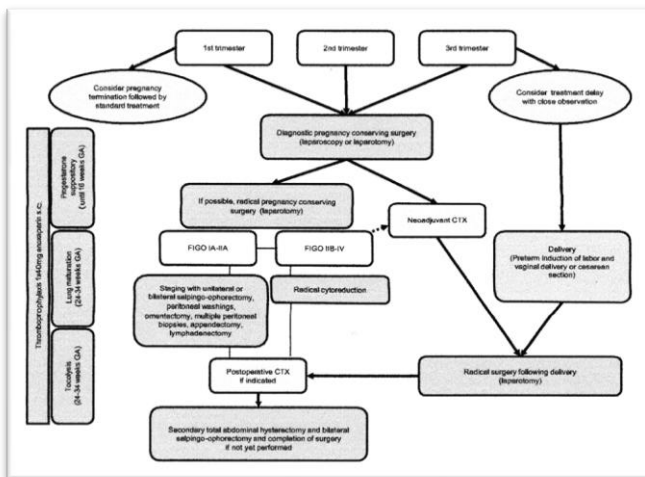 1st trimester
2nd trimester
3rd trimester
Consider pregnancy
termination followed by
standard treatment
Consider treatment delay
with close observation
Diagnostic pregnancy conserving surgery
(laparoscopy or laparotomy)
Thromboprophylaxis 1x40mg enoxaparin s.c.
Progesterone
suppository
(until 16 weeks GA)
Lung maturation
(24-34 weeks GA)
Tocolysis
(24-34 weeks GA)
If possible, radical pregnancy conserving
surgery (laparotomy)
Neoadjuvant CTX
FIGO IA-IIA
FIGO IIB-IV
Staging with unilateral or
bilateral salpingo-ophorectomy,
peritoneal washings,
omentectomy, multiple peritoneal
biopsies, appendectomy,
lymphadenectomy
Radical cytoreduction
Delivery
(Preterm induction of labor and
vaginal delivery or cesereen
section)
Postoperative CTX
if indicated
Radical surgery following delivery
(laparotomy)
Secondary total abdominal hysterectomy and bilateral
salpingo-ophorectomy and completion of surgery
if not yet performed